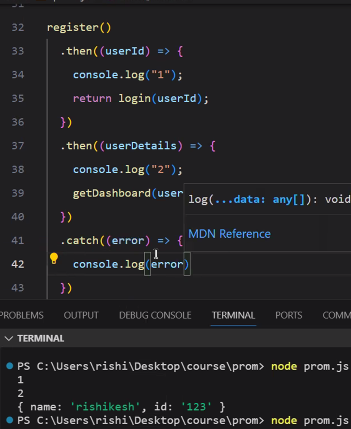 31
32 register()
33 .then((userId) => {
34 console.log("1");
35 return login(userId);
36 })
37 .then((userDetails) => {
38 console.log("2");
39 getDashboard(user
log(...data: any[]): void
40 })
MDN Reference
41 .catch((error) => {
42 console.log(error)
43 })
PROBLEMS OUTPUT DEBUG CONSOLE TERMINAL PORTS COMM
TERMINAL
PS C:\Users\rishi\Desktop\course\prom> node prom.js
1
2
{ name: 'rishikesh', id: '123' }
PS C:\Users\rishi\Desktop\course\prom> node prom.js